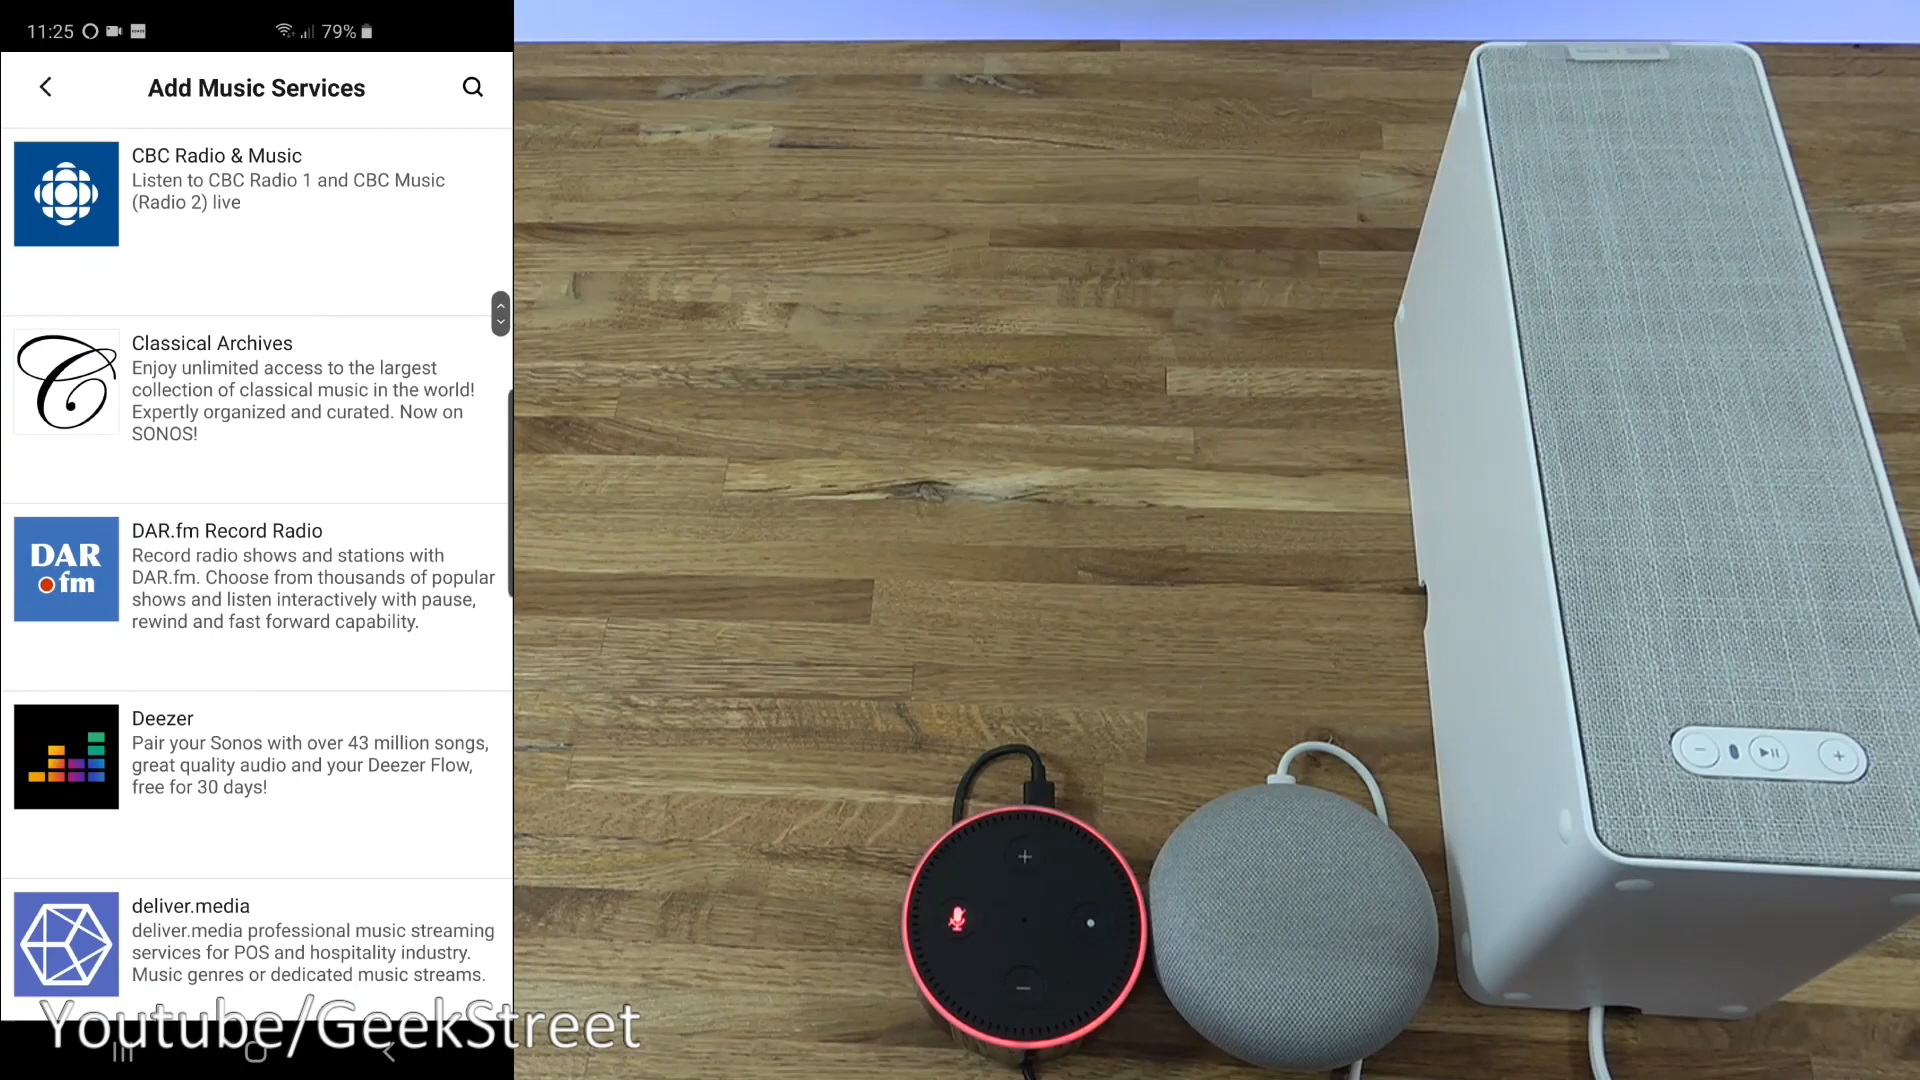 11:25
79%
Add Music Services
CBC Radio & Music
Listen to CBC Radio 1 and CBC Music
(Radio 2) live
Classical Archives
Enjoy unlimited access to the largest
collection of classical music in the world!
Expertly organized and curated. Now on
SONOS!
DAR
fm
DAR.fm Record Radio
Record radio shows and stations with
DAR.fm. Choose from thousands of popular
shows and listen interactively with pause,
rewind and fast forward capability.
Deezer
Pair your Sonos with over 43 million songs,
great quality audio and your Deezer Flow,
free for 30 days!
deliver.media
deliver.media professional music streaming
services for POS and hospitality industry.
Music genres or dedicated music streams.
Youtube/GeekStreet